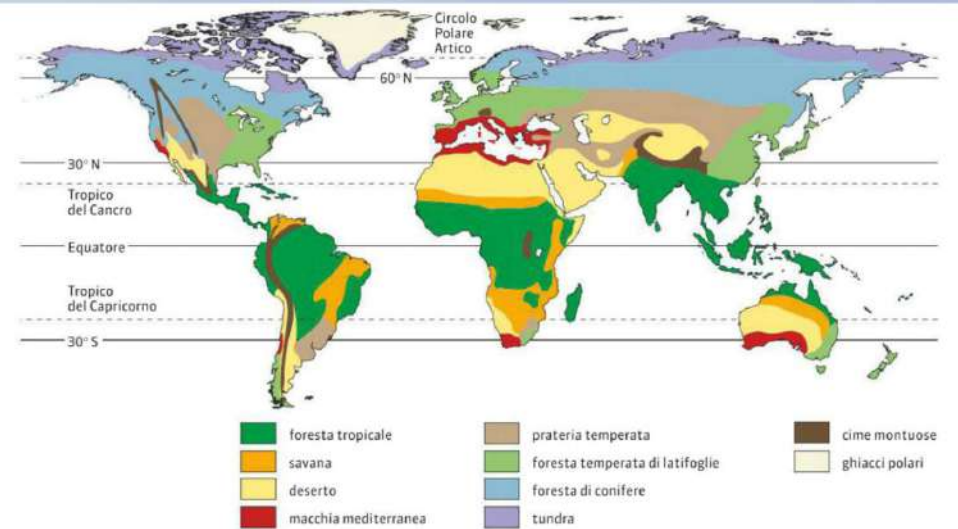 Circolo
Polare
Artico
60° N
30° N
Tropico
del Cancro
Equatore
Tropico
del Capricorno
30° S
foresta tropicale
savana
deserto
macchia mediterranea
prateria temperata
foresta temperata di latifoglie
foresta di conifere
tundra
cime montuose
ghiacci polari